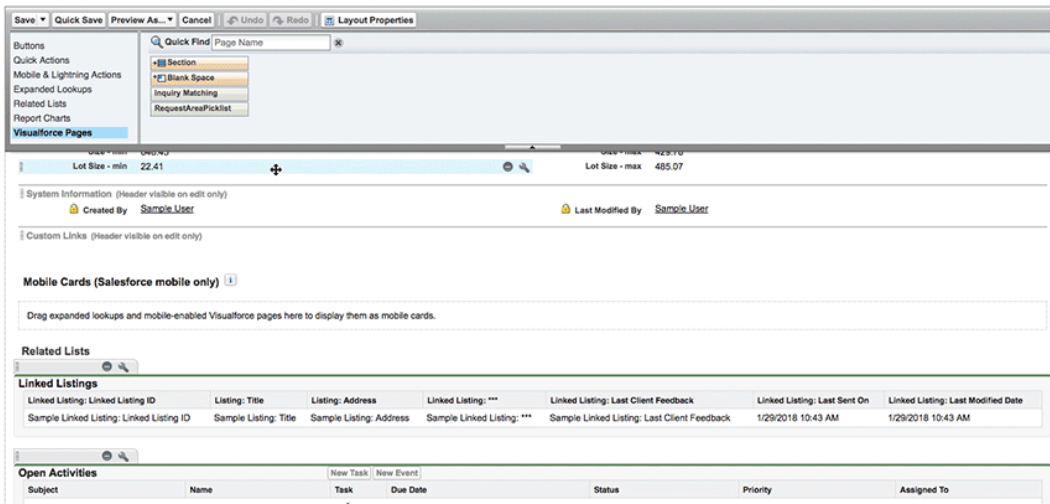 Save ▼ Quick Save Preview As... ▼ Cancel Undo Redo Layout Properties
Buttons
Quick Actions
Mobile & Lightning Actions
Expanded Lookups
Related Lists
Report Charts
Visualforce Pages
Quick Find Page Name
Section
Blank Space
Inquiry Matching
RequestAreaPicklist
Lot Size - min 22.41 Lot Size - max 485.07
System Information (Header visible on edit only)
Created By Sample User Last Modified By Sample User
Custom Links (Header visible on edit only)
Mobile Cards (Salesforce mobile only) i
Drag expanded lookups and mobile-enabled Visualforce pages here to display them as mobile cards.
Related Lists
Linked Listings
Linked Listing: Linked Listing ID Listing: Title Listing: Address Linked Listing: *** Linked Listing: Last Client Feedback Linked Listing: Last Sent On Linked Listing: Last Modified Date
Sample Linked Listing: Linked Listing ID Sample Listing: Title Sample Listing: Address Sample Linked Listing: *** Sample Linked Listing: Last Client Feedback 1/29/2018 10:43 AM 1/29/2018 10:43 AM
Open Activities New Task New Event
Subject Name Task Due Date Status Priority Assigned To